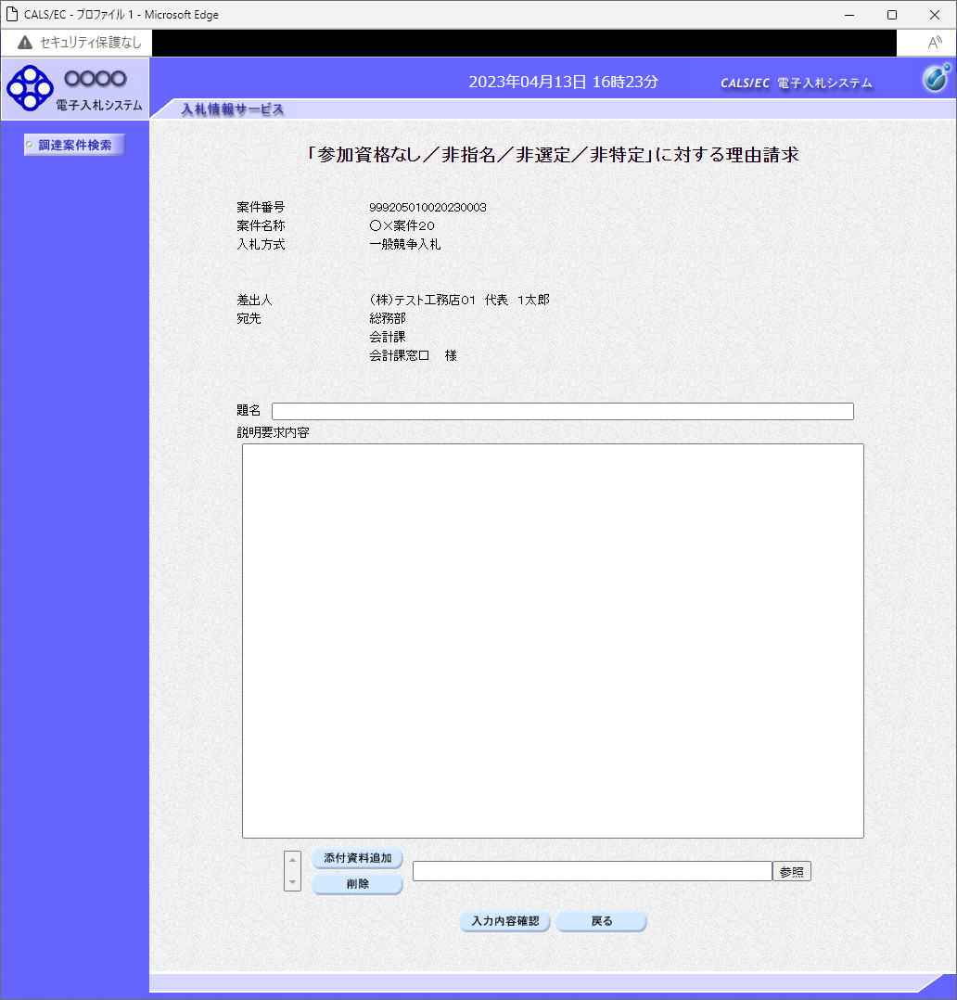 CALS/EC - プロファイル 1 - Microsoft Edge
セキュリティ保護なし
A
○○○○
電子入札システム
2023年04月13日 16時23分
CALS/EC 電子入札システム
入札情報サービス
調達案件検索
「参加資格なし／非指名／非選定／非特定」に対する理由請求
案件番号 999205010020230003
案件名称 〇×案件２０
入札方式 一般競争入札
差出人 （株）テスト工務店０１　代表　１太郎
宛先 総務部
会計課
会計課窓口　様
題名
説明要求内容
添付資料追加
削除
参照
入力内容確認
戻る